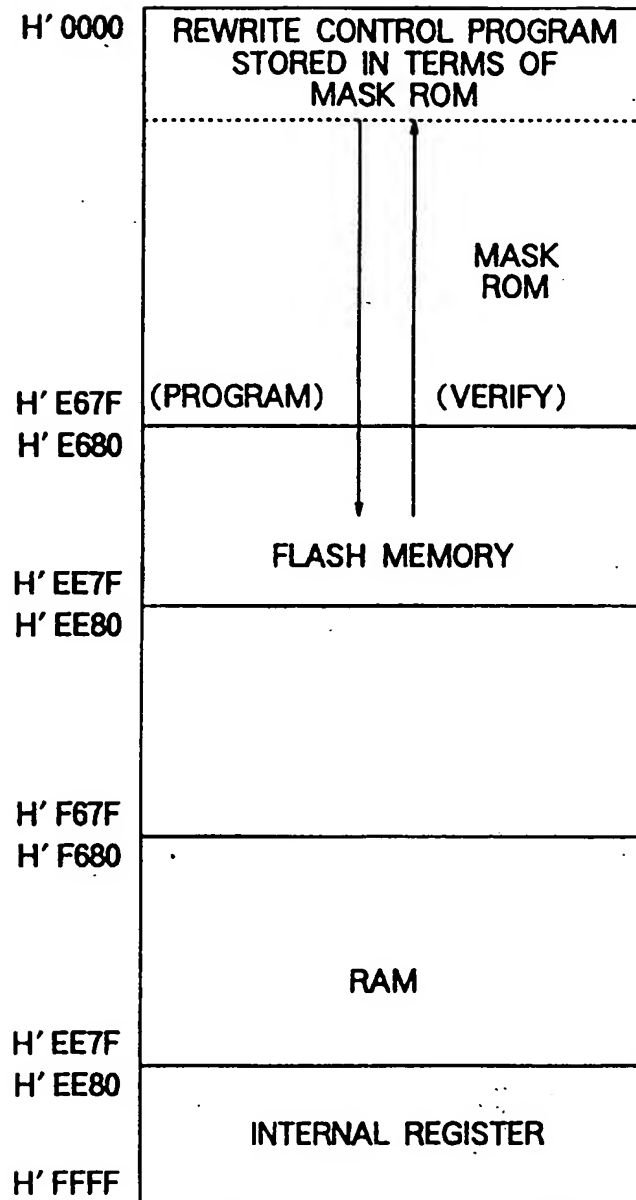 H' 0000
REWRITE CONTROL PROGRAM
STORED IN TERMS OF
MASK ROM
MASK
ROM
(PROGRAM)
(VERIFY)
H' E67F
H' E680
FLASH MEMORY
H' EE7F
H' EE80
H' F67F
H' F680
RAM
H' EE7F
H' EE80
INTERNAL REGISTER
H' FFFF